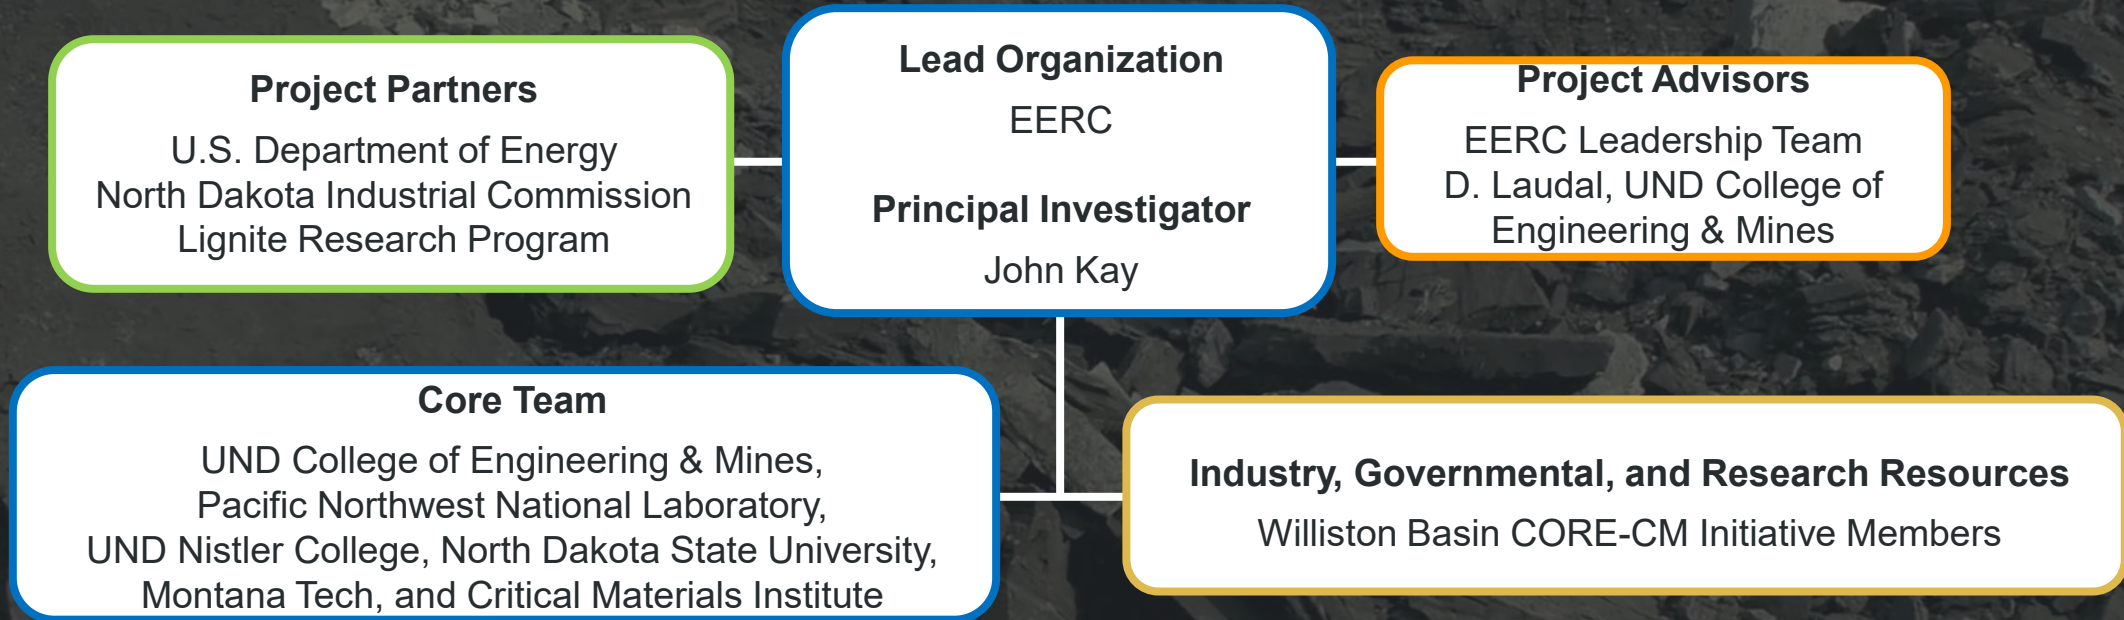 Project Partners
U.S. Department of Energy
North Dakota Industrial Commission
Lignite Research Program
Lead Organization
EERC
Principal Investigator
John Kay
Project Advisors
EERC Leadership Team
D. Laudal, UND College of
Engineering & Mines
Core Team
UND College of Engineering & Mines,
Pacific Northwest National Laboratory,
UND Nistler College, North Dakota State University,
Montana Tech, and Critical Materials Institute
Industry, Governmental, and Research Resources
Williston Basin CORE-CM Initiative Members